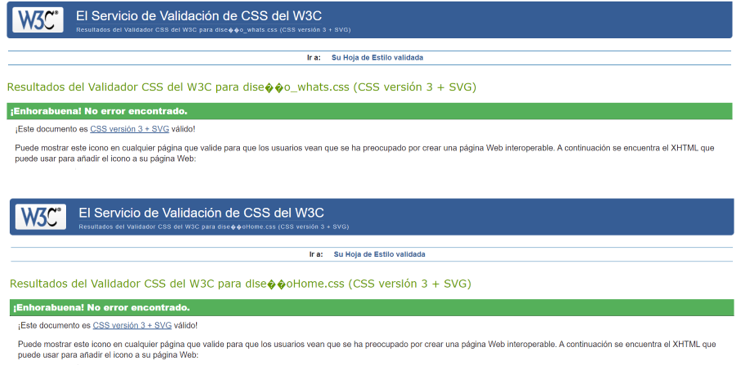 W3C® El Servicio de Validación de CSS del W3C
Resultados del Validador CSS del W3C para dise��o_whats.css (CSS versión 3 + SVG)
Ir a: Su Hoja de Estilo validada
Resultados del Validador CSS del W3C para dise��o_whats.css (CSS versión 3 + SVG)
¡Enhorabuena! No error encontrado.
¡Este documento es CSS versión 3 + SVG válido!
Puede mostrar este icono en cualquier página que valide para que los usuarios vean que se ha preocupado por crear una página Web interoperable. A continuación se encuentra el XHTML que
puede usar para añadir el icono a su página Web:
W3C® El Servicio de Validación de CSS del W3C
Resultados del Validador CSS del W3C para dise��oHome.css (CSS versión 3 + SVG)
Ir a: Su Hoja de Estilo validada
Resultados del Validador CSS del W3C para dise��oHome.css (CSS versión 3 + SVG)
¡Enhorabuena! No error encontrado.
¡Este documento es CSS versión 3 + SVG válido!
Puede mostrar este icono en cualquier página que valide para que los usuarios vean que se ha preocupado por crear una página Web interoperable. A continuación se encuentra el XHTML que
puede usar para añadir el icono a su página Web: